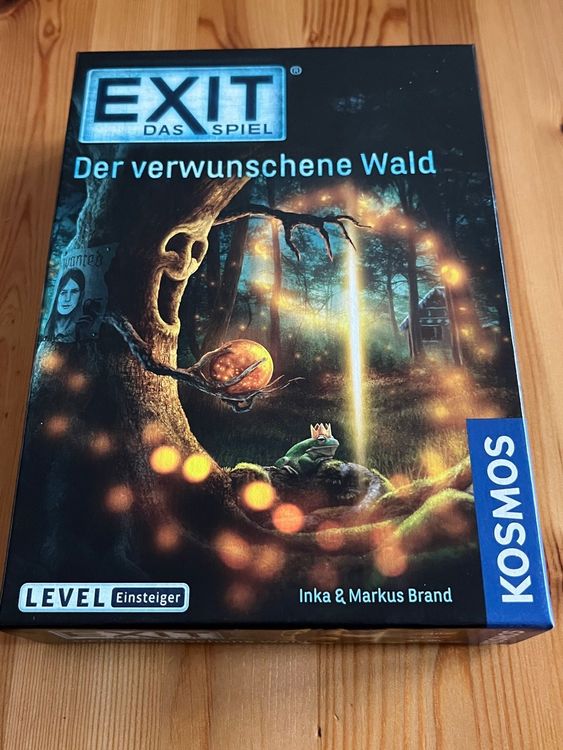 EXIT®
DAS SPIEL
Der verwunschene Wald
Wanted
KOSMOS
LEVEL Einsteiger
Inka & Markus Brand